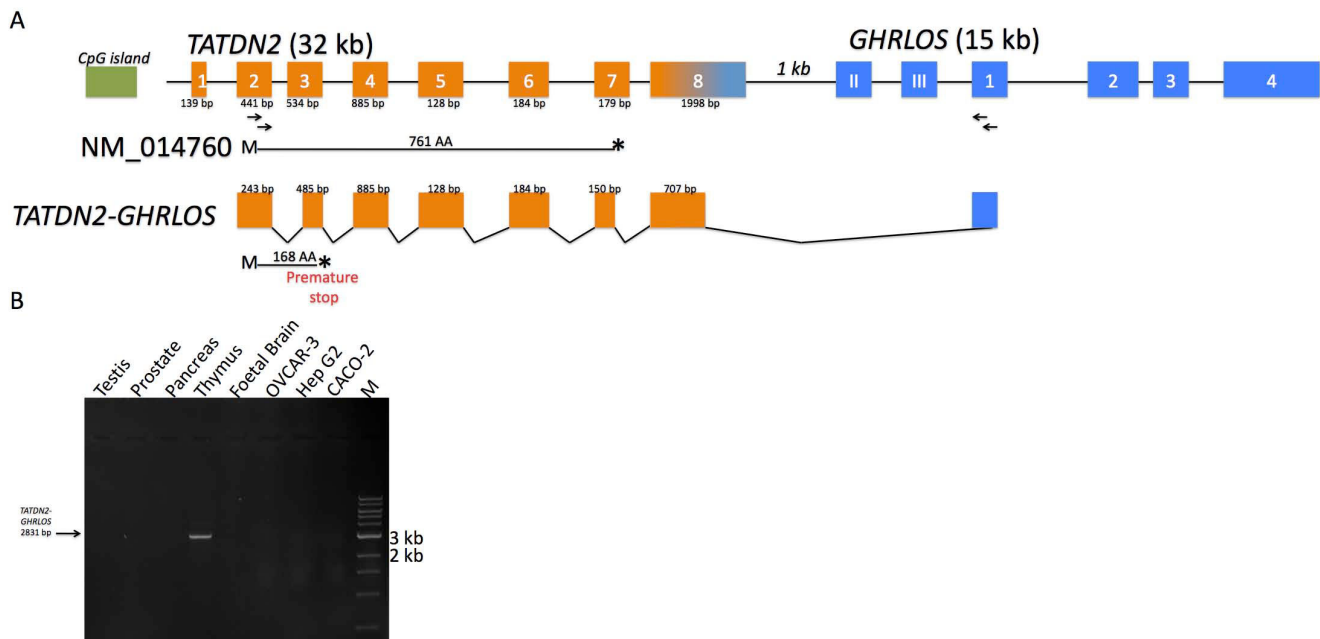 A
CpG island
TATDN2 (32 kb)
GHRLOS (15 kb)
1 2 3 4 5 6 7 8 1 kb II III 1 2 3 4
139 bp 441 bp 534 bp 885 bp 128 bp 184 bp 179 bp 1998 bp
NM_014760 M 761 AA *
243 bp 485 bp 885 bp 128 bp 184 bp 150 bp 707 bp
TATDN2-GHRLOS
M 168 AA *
Premature
stop
B
Testis
Prostate
Pancreas
Thymus
Foetal Brain
OVCAR-3
Hep G2
CACO-2
M
TATDN2-
GHRLOS
2831 bp
3 kb
2 kb